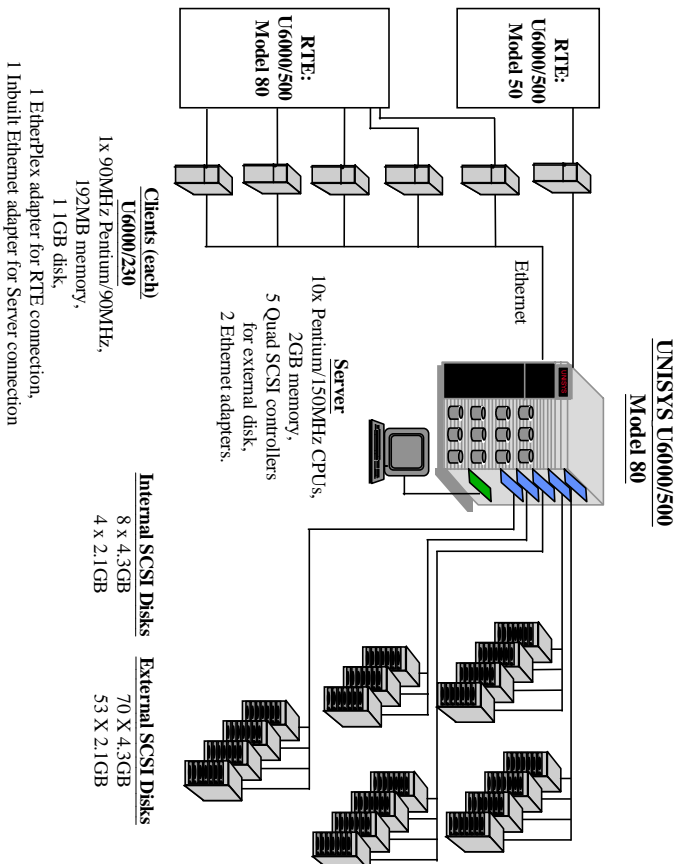 UNISYS U6000/500
Model 80
RTE:
U6000/500
Model 80
RTE:
U6000/500
Model 50
Ethernet
UNISYS
Server
10x Pentium/150MHz CPUs,
2GB memory,
5 Quad SCSI controllers
for external disk,
2 Ethernet adapters.
Clients (each)
U6000/230
1x 90MHz Pentium/90MHz,
192MB memory,
1 1GB disk,
1 EtherPlex adapter for RTE connection,
1 Inbuilt Ethernet adapter for Server connection
Internal SCSI Disks
8 x 4.3GB
4 x 2.1GB
External SCSI Disks
70 X 4.3GB
53 X 2.1GB